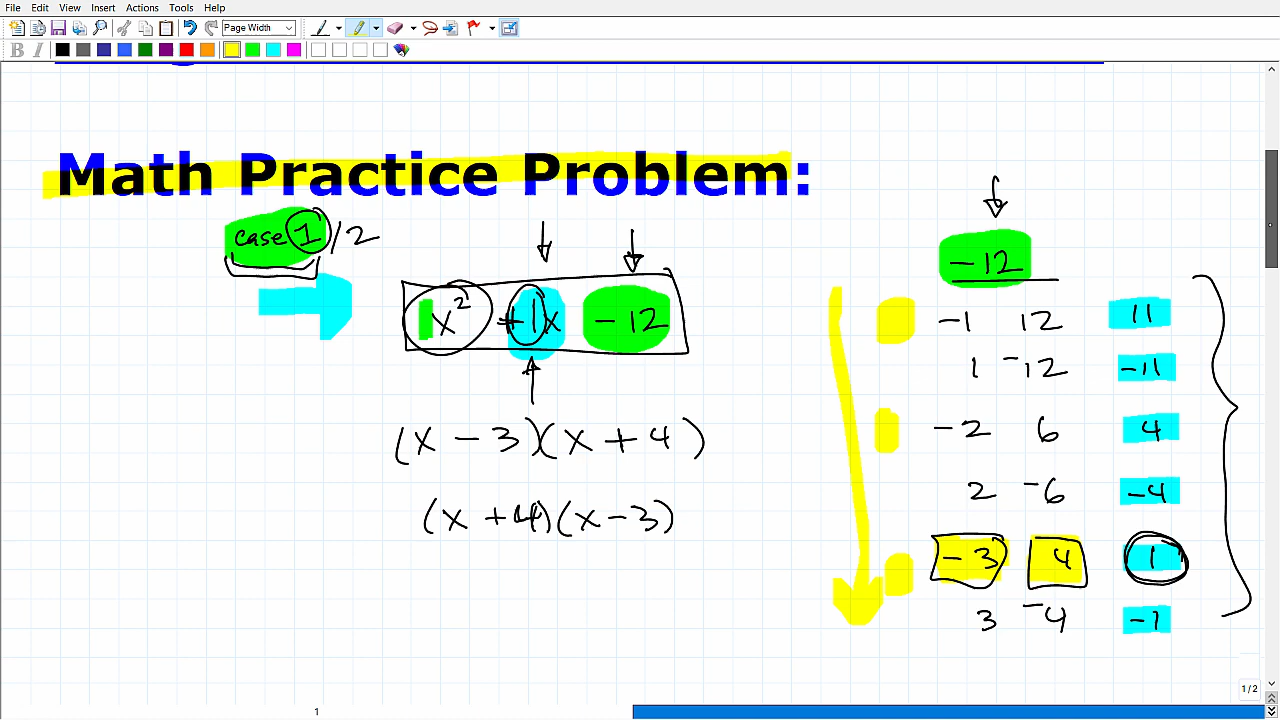 File Edit View Insert Actions Tools Help
Page Width
B I
Math Practice Problem:
case 1 / 2
x² +1x - 12
(x - 3)(x + 4)
(x + 4)(x - 3)
-12
-1 12 11
1 -12 -11
-2 6 4
2 -6 -4
-3 4 1
3 -4 -1
1/2
1